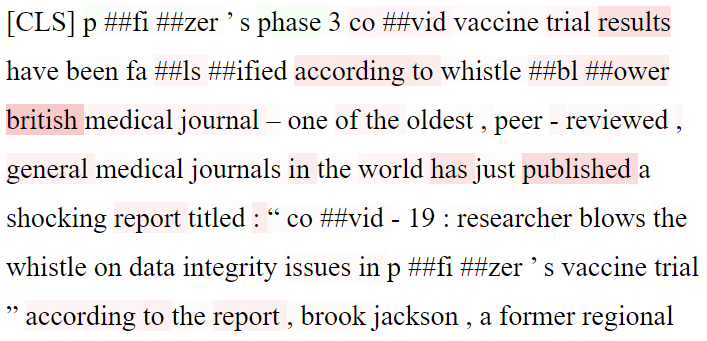 [CLS] p ##fi ##zer ’ s phase 3 co ##vid vaccine trial results
have been fa ##ls ##ified according to whistle ##bl ##ower
british medical journal – one of the oldest , peer - reviewed ,
general medical journals in the world has just published a
shocking report titled : “ co ##vid - 19 : researcher blows the
whistle on data integrity issues in p ##fi ##zer ’ s vaccine trial
” according to the report , brook jackson , a former regional